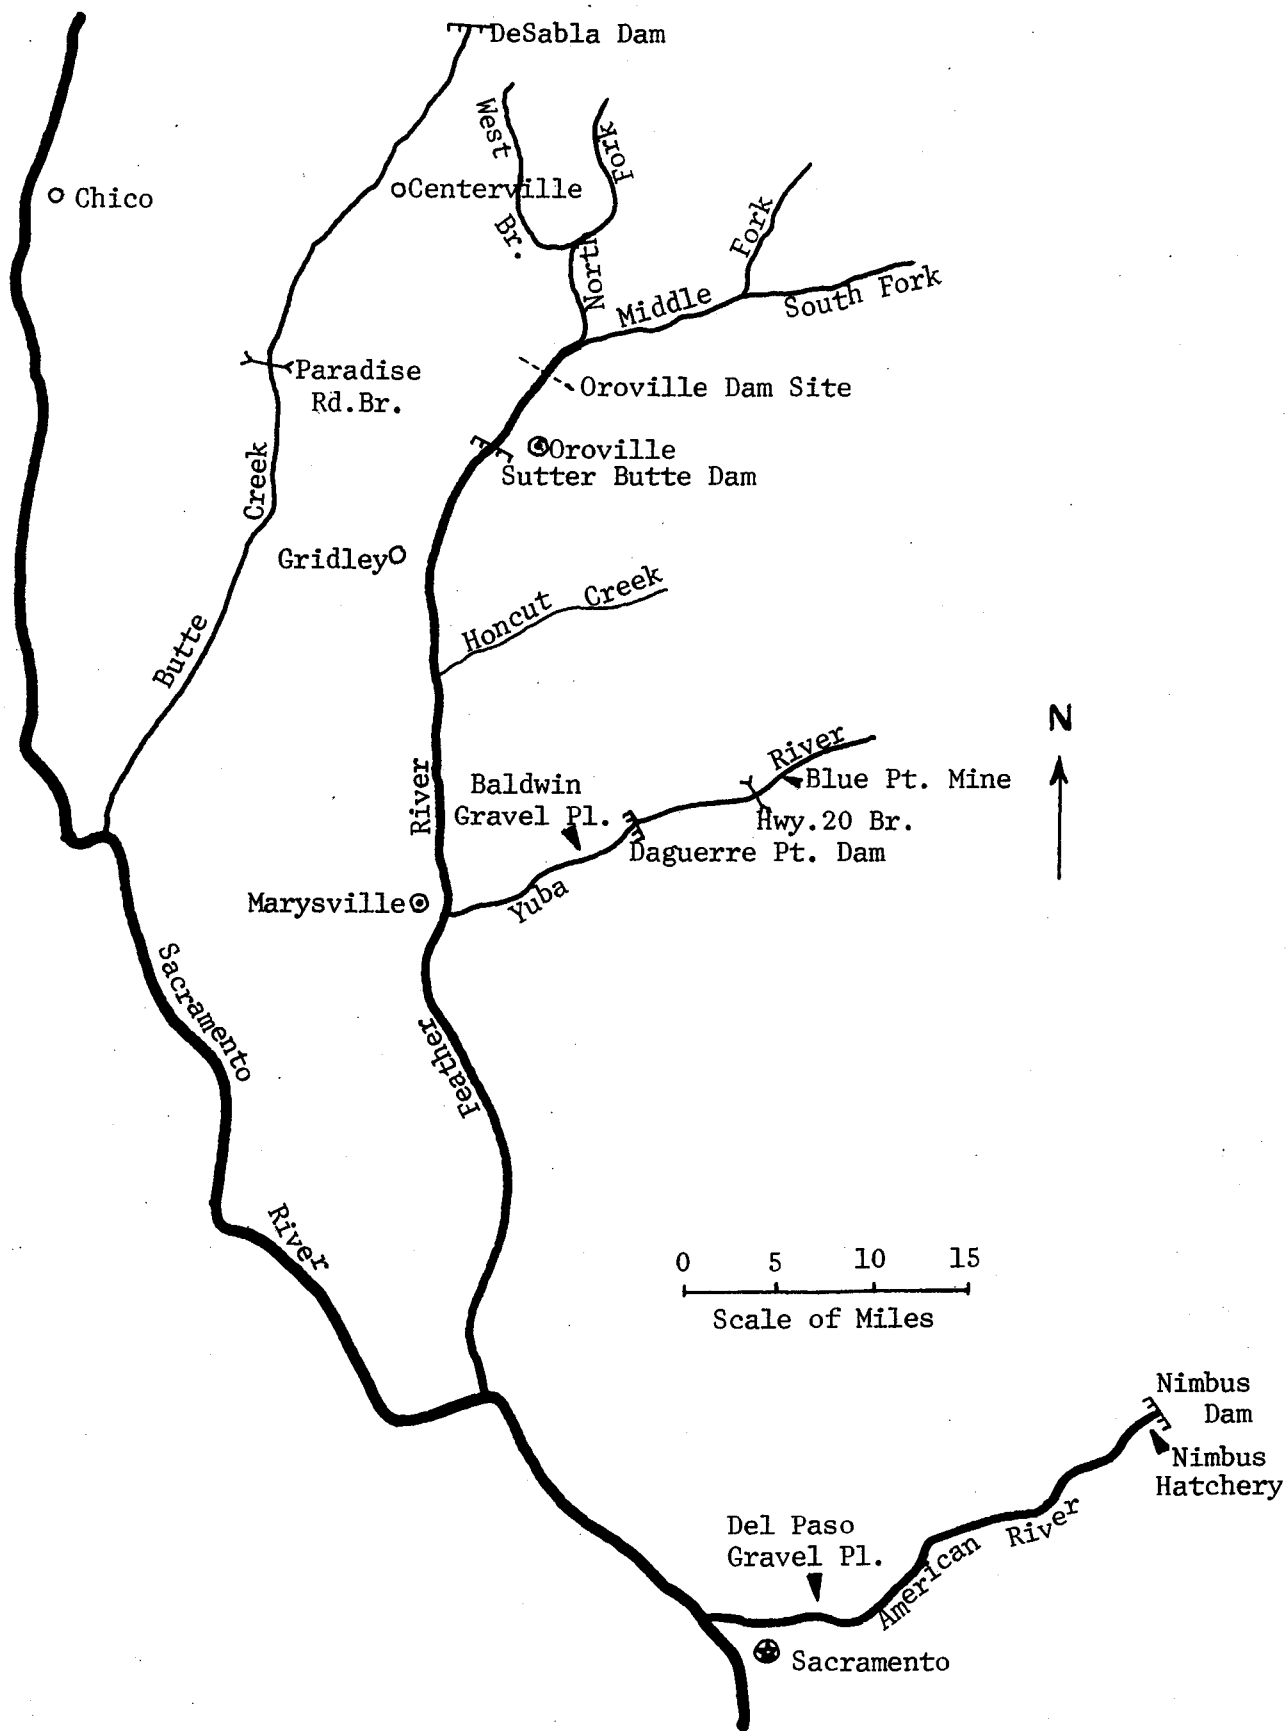 DeSabla Dam
West Br.
North Fork
Chico
Centerville
Middle Fork
South Fork
Paradise
Rd.Br.
Oroville Dam Site
Oroville
Sutter Butte Dam
Butte Creek
Gridley
Honcut Creek
N
Yuba River
Baldwin
Gravel Pl.
Blue Pt. Mine
Hwy.20 Br.
Daguerre Pt. Dam
Marysville
Feather River
Sacramento River
0 5 10 15
Scale of Miles
Nimbus
Dam
Nimbus
Hatchery
American River
Del Paso
Gravel Pl.
Sacramento